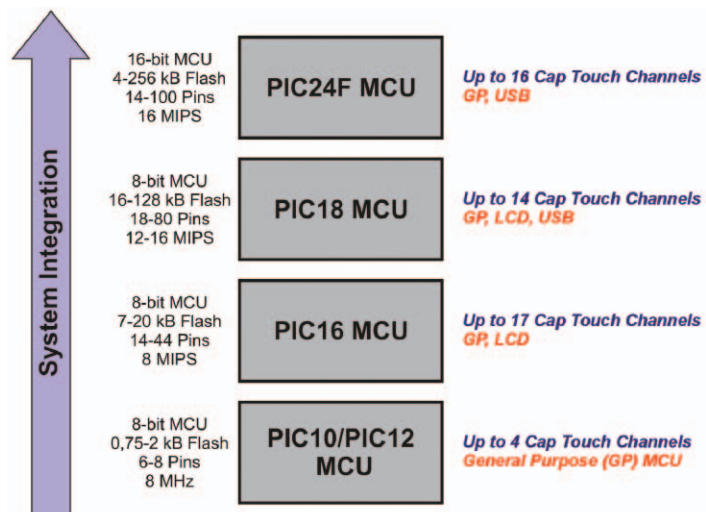 System Integration
16-bit MCU
4-256 kB Flash
14-100 Pins
16 MIPS
PIC24F MCU
Up to 16 Cap Touch Channels
GP, USB
8-bit MCU
16-128 kB Flash
18-80 Pins
12-16 MIPS
PIC18 MCU
Up to 14 Cap Touch Channels
GP, LCD, USB
8-bit MCU
7-20 kB Flash
14-44 Pins
8 MIPS
PIC16 MCU
Up to 17 Cap Touch Channels
GP, LCD
8-bit MCU
0,75-2 kB Flash
6-8 Pins
8 MHz
PIC10/PIC12
MCU
Up to 4 Cap Touch Channels
General Purpose (GP) MCU